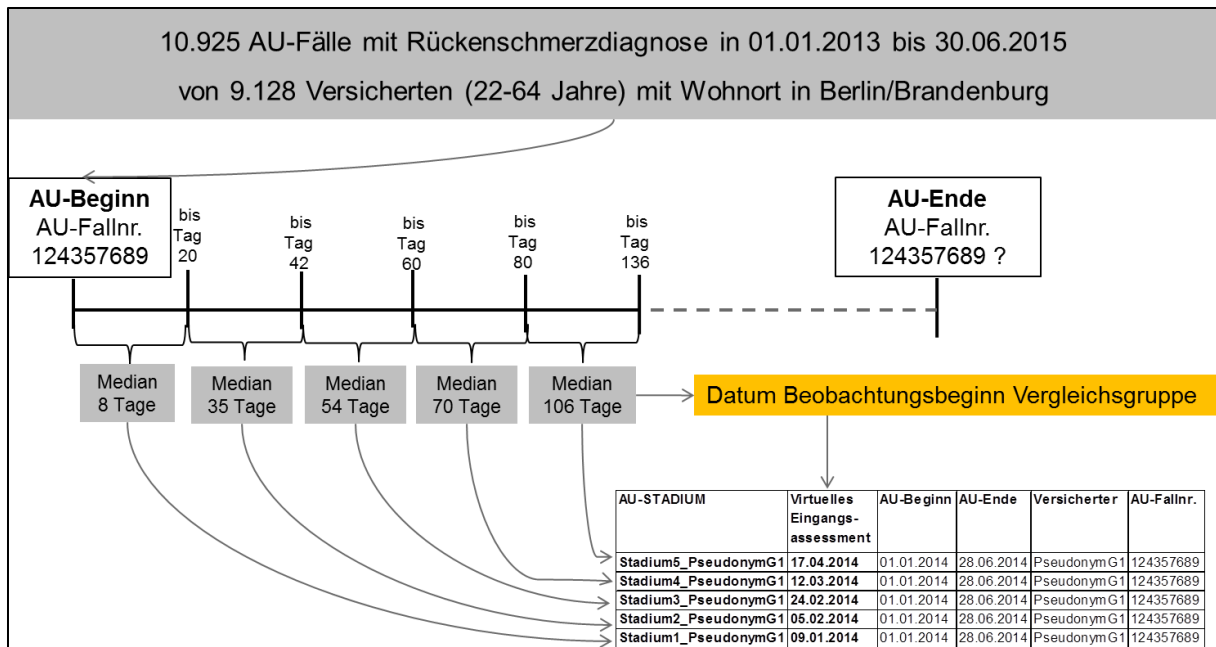 10.925 AU-Fälle mit Rückenschmerzdiagnose in 01.01.2013 bis 30.06.2015
von 9.128 Versicherten (22-64 Jahre) mit Wohnort in Berlin/Brandenburg
AU-Beginn
AU-Fallnr.
124357689
bis
Tag
20
bis
Tag
42
bis
Tag
60
bis
Tag
80
bis
Tag
136
AU-Ende
AU-Fallnr.
124357689 ?
Median
8 Tage
Median
35 Tage
Median
54 Tage
Median
70 Tage
Median
106 Tage
Datum Beobachtungsbeginn Vergleichsgruppe
AU-STADIUM
Virtuelles
Eingangs-
assessment
AU-Beginn
AU-Ende
Versicherter
AU-Fallnr.
Stadium5_PseudonymG1 17.04.2014 01.01.2014 28.06.2014 PseudonymG1 124357689
Stadium4_PseudonymG1 12.03.2014 01.01.2014 28.06.2014 PseudonymG1 124357689
Stadium3_PseudonymG1 24.02.2014 01.01.2014 28.06.2014 PseudonymG1 124357689
Stadium2_PseudonymG1 05.02.2014 01.01.2014 28.06.2014 PseudonymG1 124357689
Stadium1_PseudonymG1 09.01.2014 01.01.2014 28.06.2014 PseudonymG1 124357689